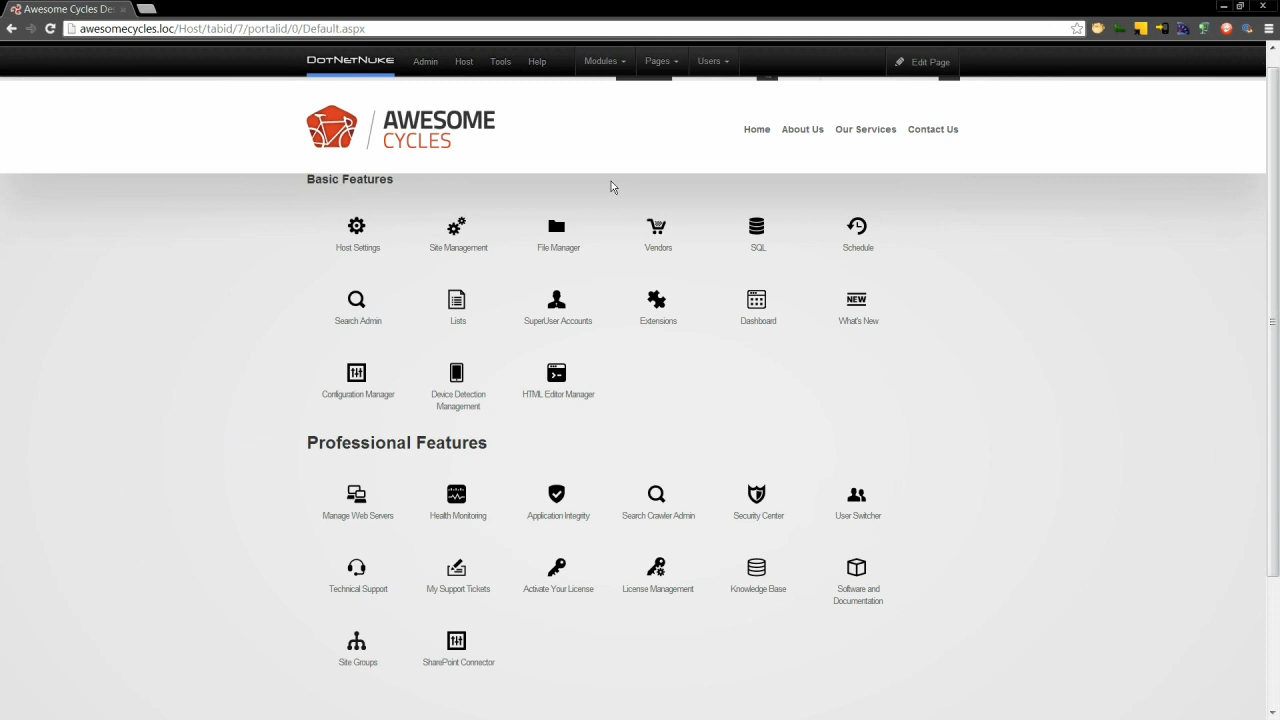 Awesome Cycles De
awesomecycles.loc/Host/tabid/7/portalid/0/Default.aspx
DOTNETNUKE Admin Host Tools Help Modules Pages Users Edit Page
AWESOME
CYCLES
Home About Us Our Services Contact Us
Basic Features
Host Settings Site Management File Manager Vendors SQL Schedule
Search Admin Lists SuperUser Accounts Extensions Dashboard NEW What's New
Configuration Manager Device Detection Management HTML Editor Manager
Professional Features
Manage Web Servers Health Monitoring Application Integrity Search Crawler Admin Security Center User Switcher
Technical Support My Support Tickets Activate Your License License Management Knowledge Base Software and Documentation
Site Groups SharePoint Connector